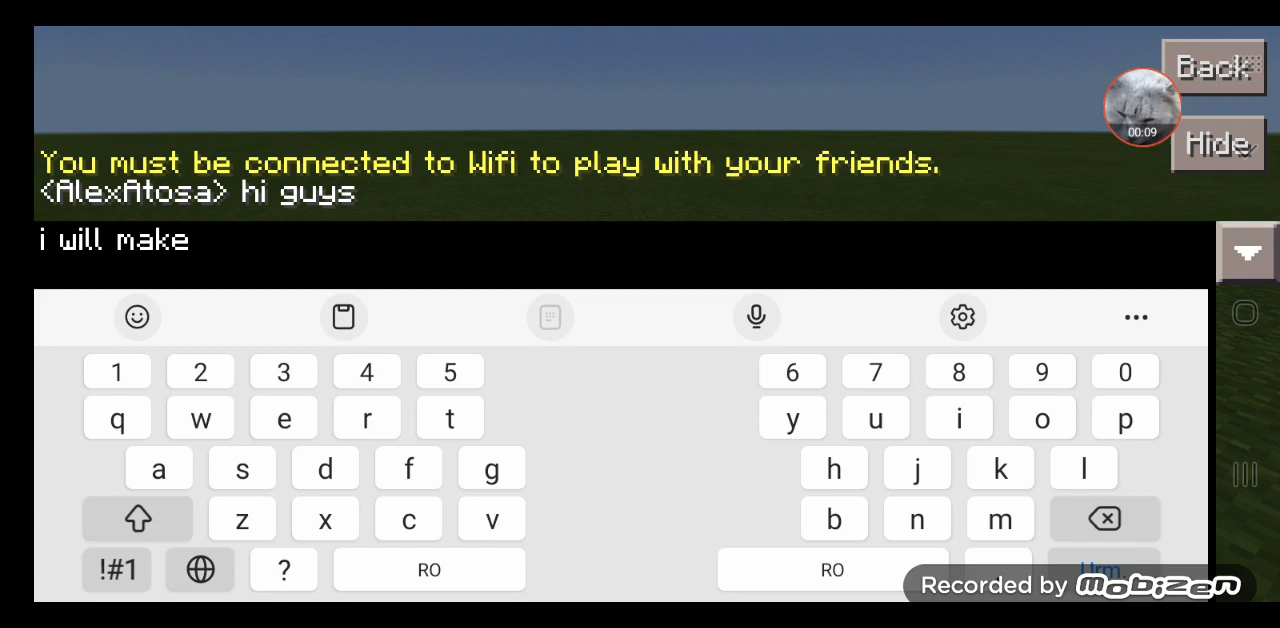 Back
00:09
Hide
You must be connected to Wifi to play with your friends.
<AlexAtosa> hi guys
i will make
1 2 3 4 5 6 7 8 9 0
q w e r t y u i o p
a s d f g h j k l
z x c v b n m
!#1 ? RO RO Urm.
Recorded by mobizen